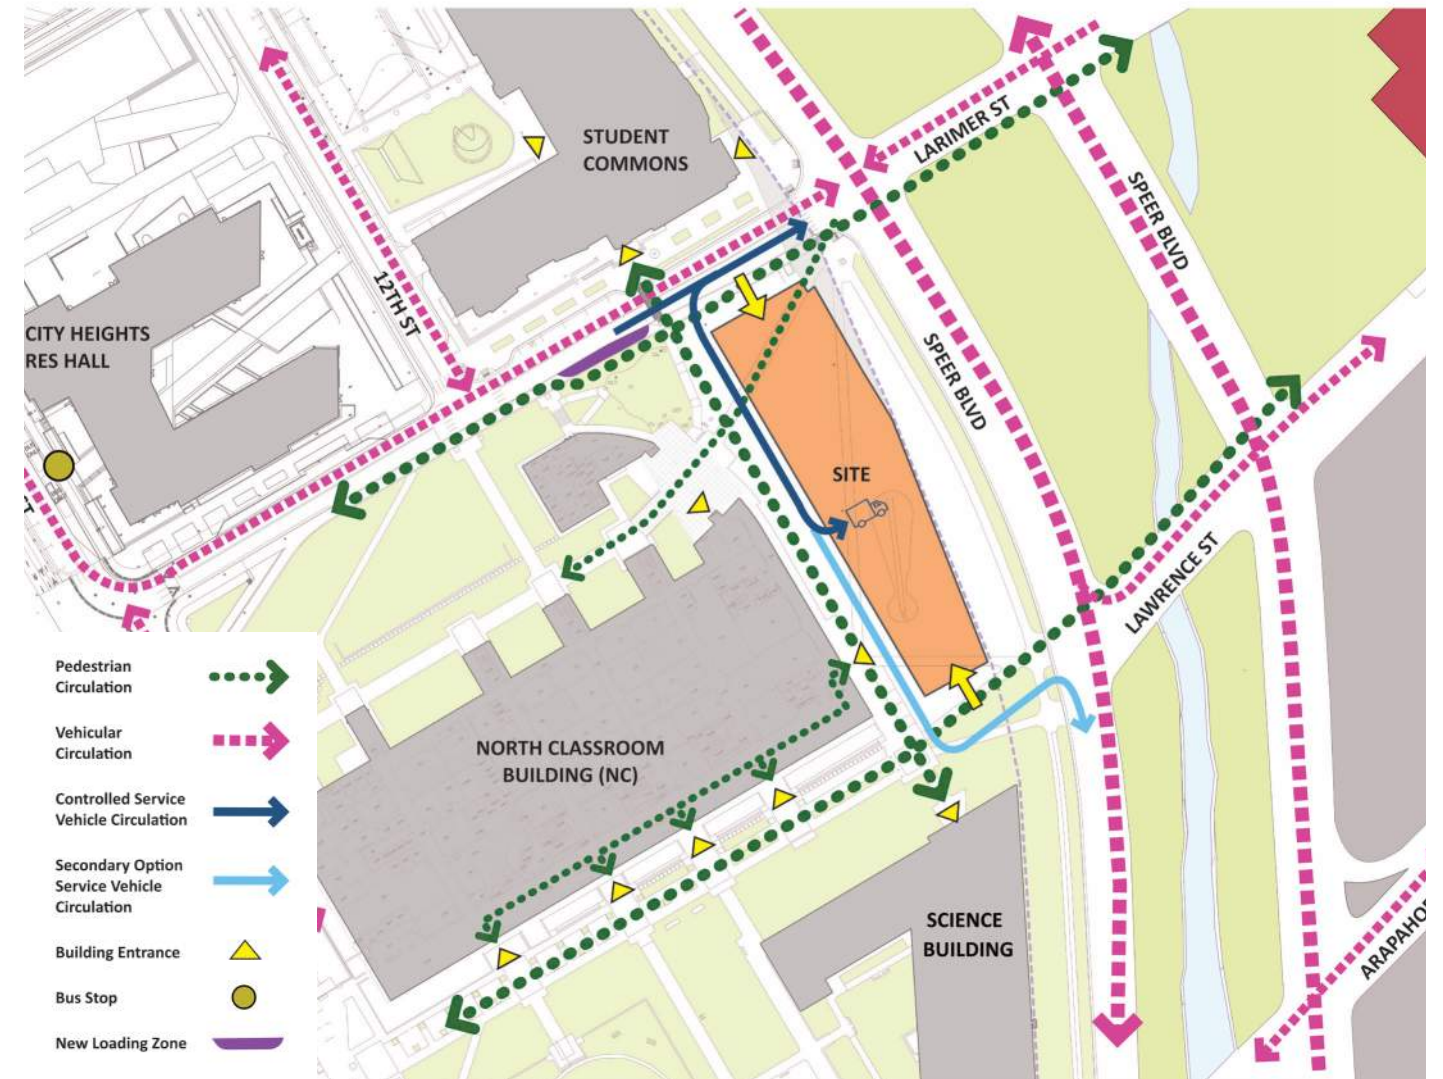 STUDENT
COMMONS
LARIMER ST
SPEER BLVD
12TH ST
CITY HEIGHTS
RES HALL
SPEER BLVD
SITE
LAWRENCE ST
NORTH CLASSROOM
BUILDING (NC)
SCIENCE
BUILDING
ARAPAHO
Pedestrian
Circulation
Vehicular
Circulation
Controlled Service
Vehicle Circulation
Secondary Option
Service Vehicle
Circulation
Building Entrance
Bus Stop
New Loading Zone